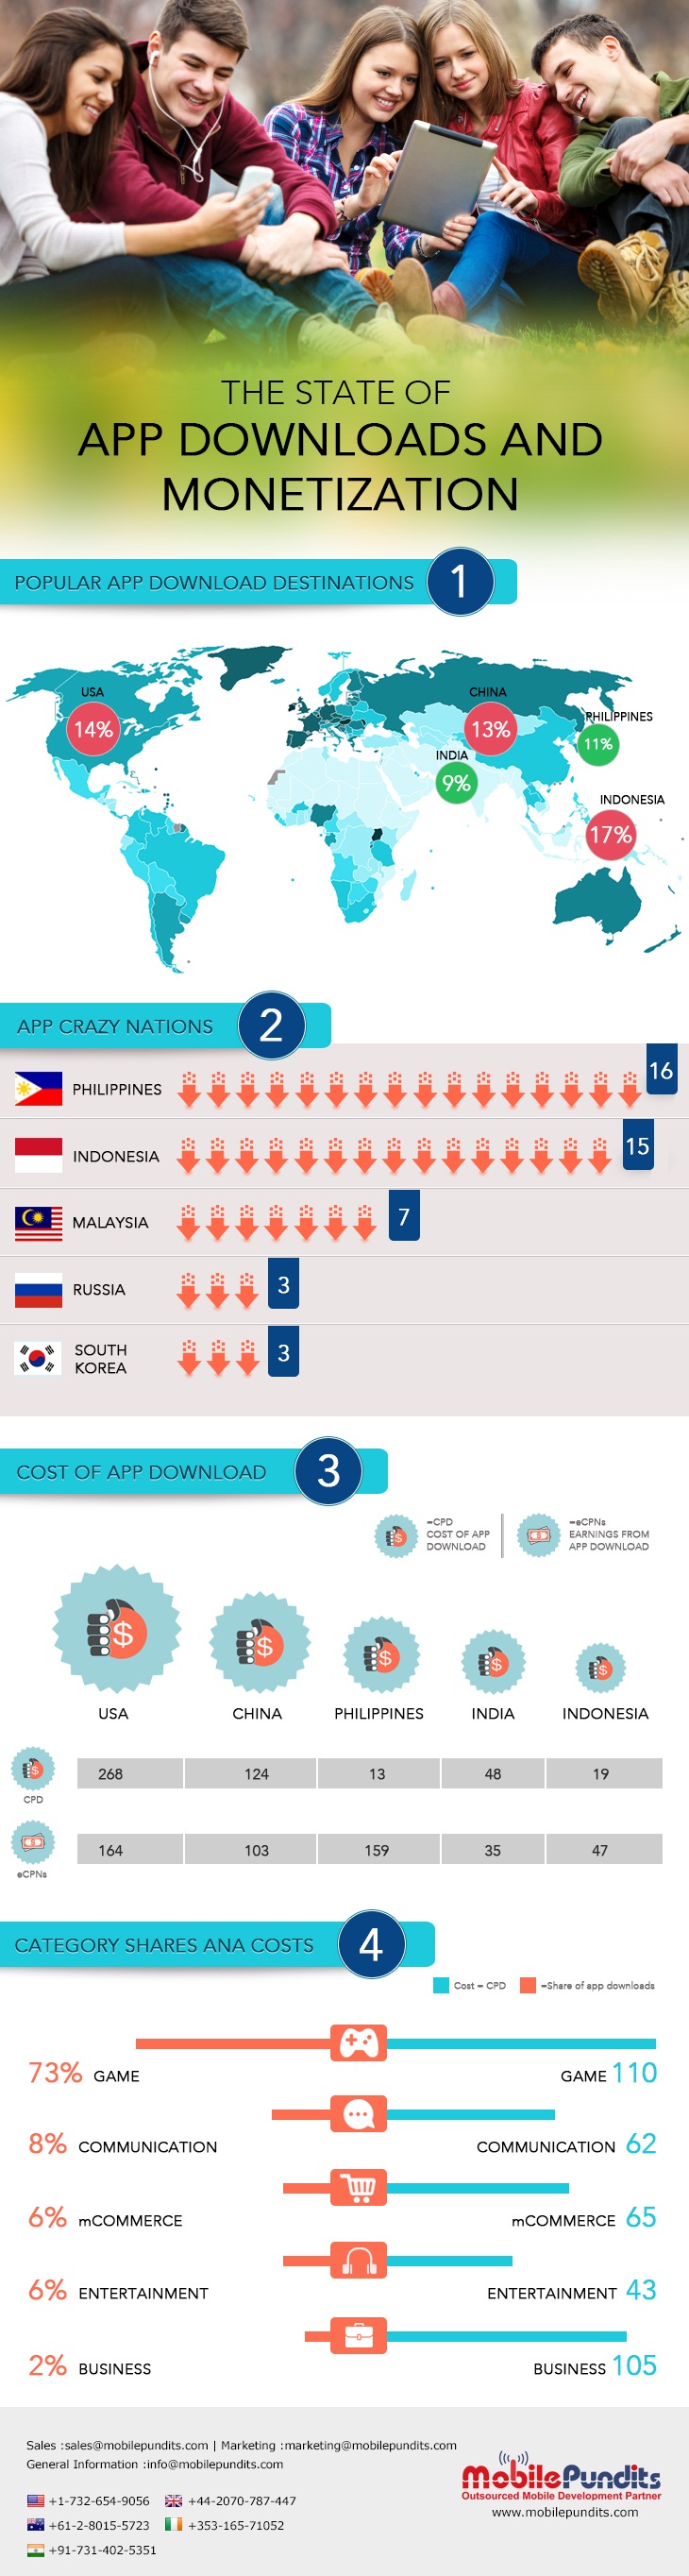 THE STATE OF
APP DOWNLOADS AND
MONETIZATION
POPULAR APP DOWNLOAD DESTINATIONS 1
USA
14%
CHINA
13%
PHILIPPINES
11%
INDIA
9%
INDONESIA
17%
APP CRAZY NATIONS 2
PHILIPPINES 16
INDONESIA 15
MALAYSIA 7
RUSSIA 3
SOUTH
KOREA 3
COST OF APP DOWNLOAD 3
=CPD
COST OF APP
DOWNLOAD
=eCPNs
EARNINGS FROM
APP DOWNLOAD
USA CHINA PHILIPPINES INDIA INDONESIA
268 124 13 48 19
CPD
164 103 159 35 47
eCPNs
CATEGORY SHARES ANA COSTS 4
Cost = CPD =Share of app downloads
73% GAME GAME 110
8% COMMUNICATION COMMUNICATION 62
6% mCOMMERCE mCOMMERCE 65
6% ENTERTAINMENT ENTERTAINMENT 43
2% BUSINESS BUSINESS 105
Sales :sales@mobilepundits.com | Marketing :marketing@mobilepundits.com
General Information :info@mobilepundits.com
+1-732-654-9056 +44-2070-787-447
+61-2-8015-5723 +353-165-71052
+91-731-402-5351
mobilePundits
Outsourced Mobile Development Partner
www.mobilepundits.com